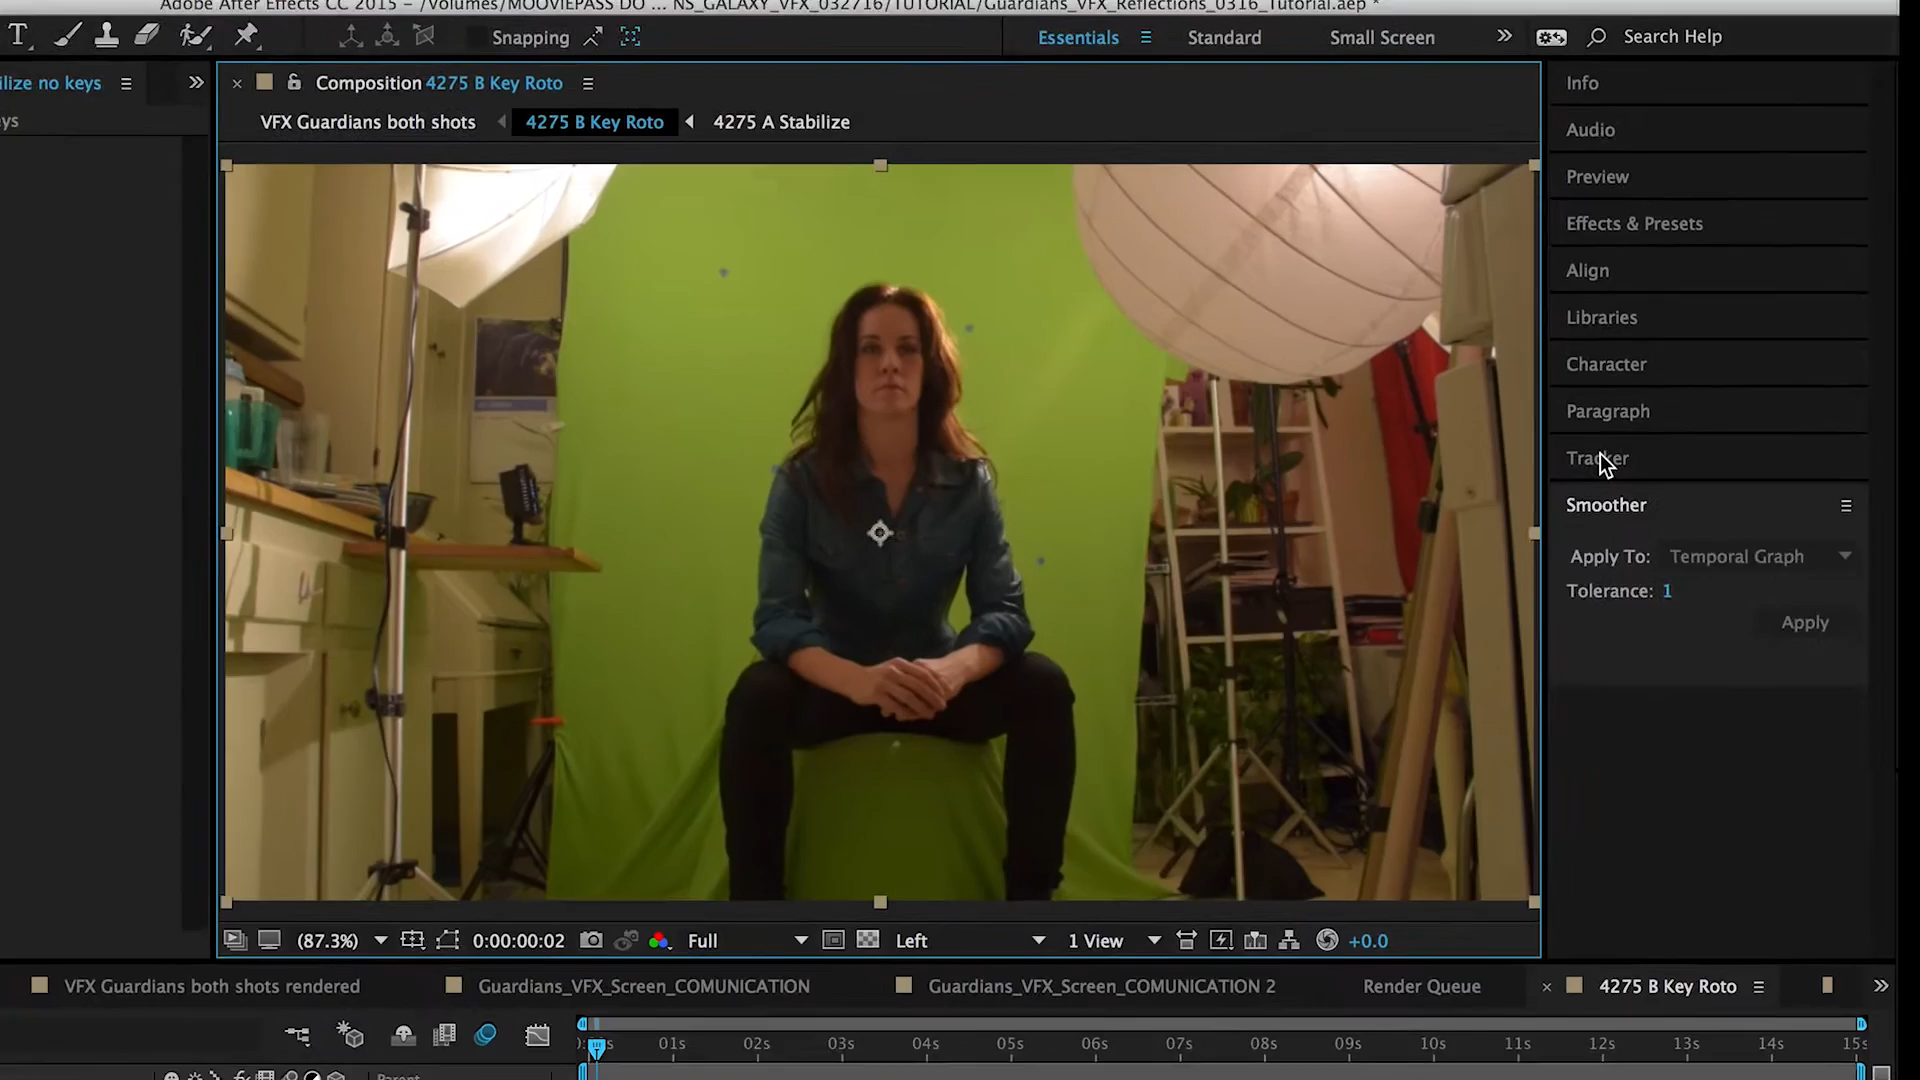 Adobe After Effects CC 2015 - /Volumes/MOOVIEPASS DO ... NS_GALAXY_VFX_032716/TUTORIAL/Guardians_VFX_Reflections_0316_Tutorial.aep *
T Snapping Essentials Standard Small Screen Search Help
ilize no keys
ys
Composition 4275 B Key Roto
VFX Guardians both shots 4275 B Key Roto 4275 A Stabilize
Info
Audio
Preview
Effects & Presets
Align
Libraries
Character
Paragraph
Tracker
Smoother
Apply To: Temporal Graph
Tolerance: 1
Apply
(87.3%) 0:00:00:02 Full Left 1 View +0.0
VFX Guardians both shots rendered Guardians_VFX_Screen_COMUNICATION Guardians_VFX_Screen_COMUNICATION 2 Render Queue 4275 B Key Roto
01s 02s 03s 04s 05s 06s 07s 08s 09s 10s 11s 12s 13s 14s 15s
Parent